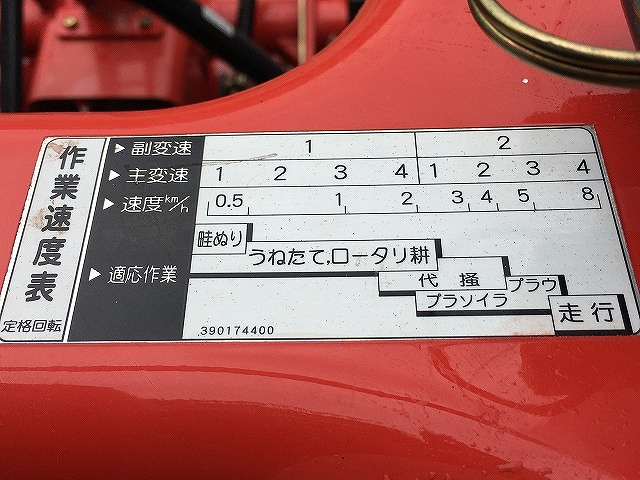 作業速度表
定格回転
▶副変速 1 2
▶主変速 1 2 3 4 1 2 3 4
▶速度km/h 0.5 1 2 3 4 5 8
▶適応作業
畦ぬり
うねたて,ロータリ耕
代掻
プラウ
プラソイラ
走行
390174400